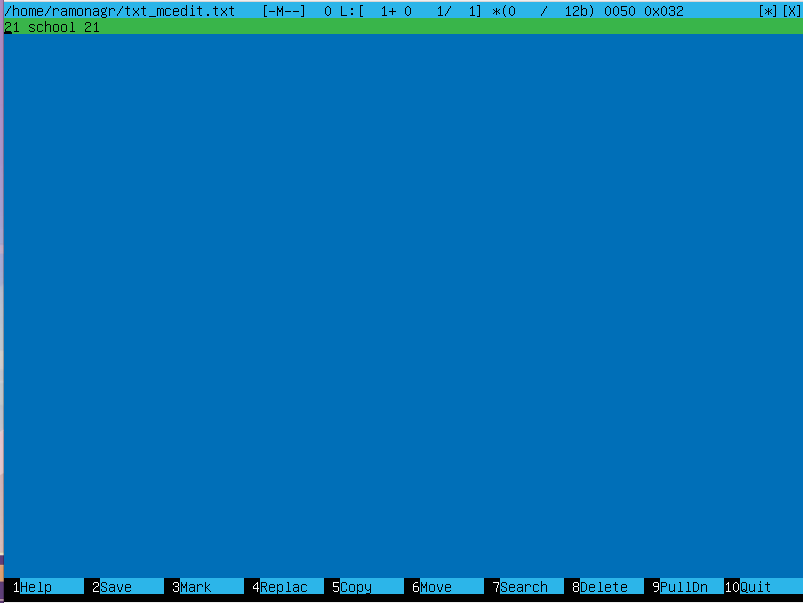 /home/ramonagr/txt_mcedit.txt [-M--] 0 L:[ 1+ 0 1/ 1] *(0 / 12b) 0050 0x032 [*][X]
21 school 21
1Help 2Save 3Mark 4Replac 5Copy 6Move 7Search 8Delete 9PullDn 10Quit